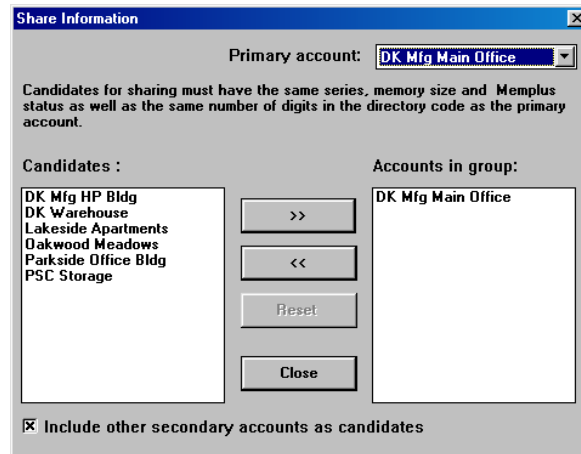 Share Information
Primary account: DK Mfg Main Office
Candidates for sharing must have the same series, memory size and Memplus
status as well as the same number of digits in the directory code as the primary
account.
Candidates :
DK Mfg HP Bldg
DK Warehouse
Lakeside Apartments
Oakwood Meadows
Parkside Office Bldg
PSC Storage
>>
<<
Reset
Close
Accounts in group:
DK Mfg Main Office
Include other secondary accounts as candidates